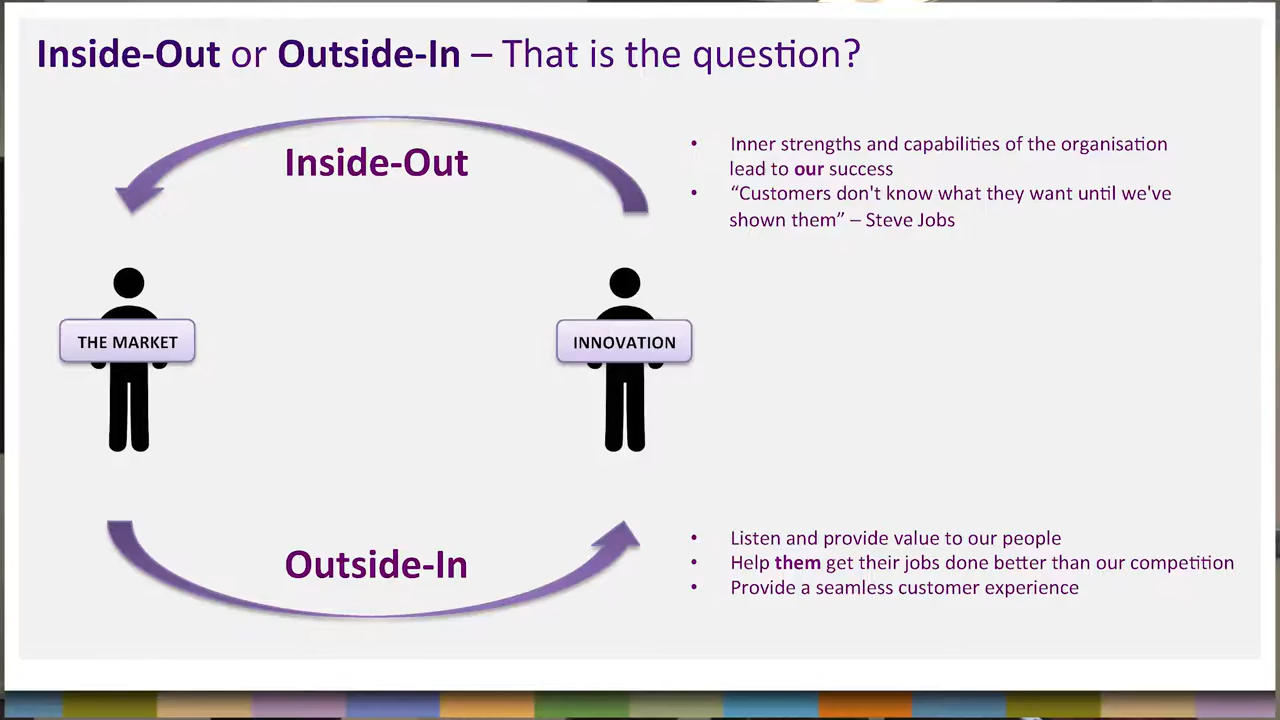 Inside-Out or Outside-In – That is the question?
Inside-Out
• Inner strengths and capabilities of the organisation
lead to our success
• “Customers don't know what they want until we've
shown them” – Steve Jobs
THE MARKET
INNOVATION
Outside-In
• Listen and provide value to our people
• Help them get their jobs done better than our competition
• Provide a seamless customer experience